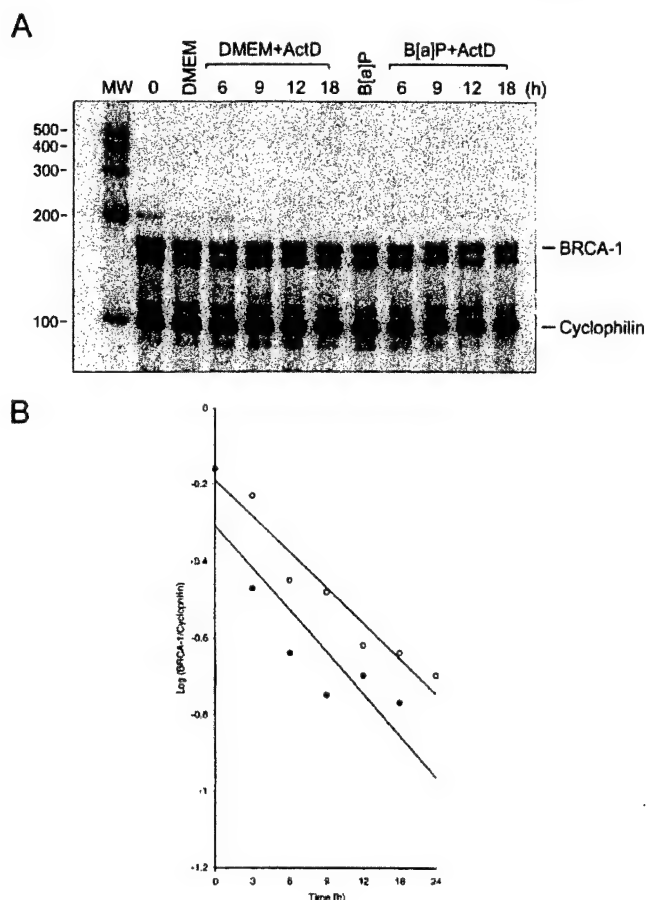 A
DMEM+ActD B[a]P+ActD
MW 0 DMEM 6 9 12 18 B[a]P 6 9 12 18 (h)
500-
400-
300-
200-
BRCA-1
100-
Cyclophilin
B
0
-0.2
-0.4
-0.6
-0.8
-1
-1.2
Log (BRCA-1/Cyclophilin)
0 3 6 9 12 18 24
Time (h)